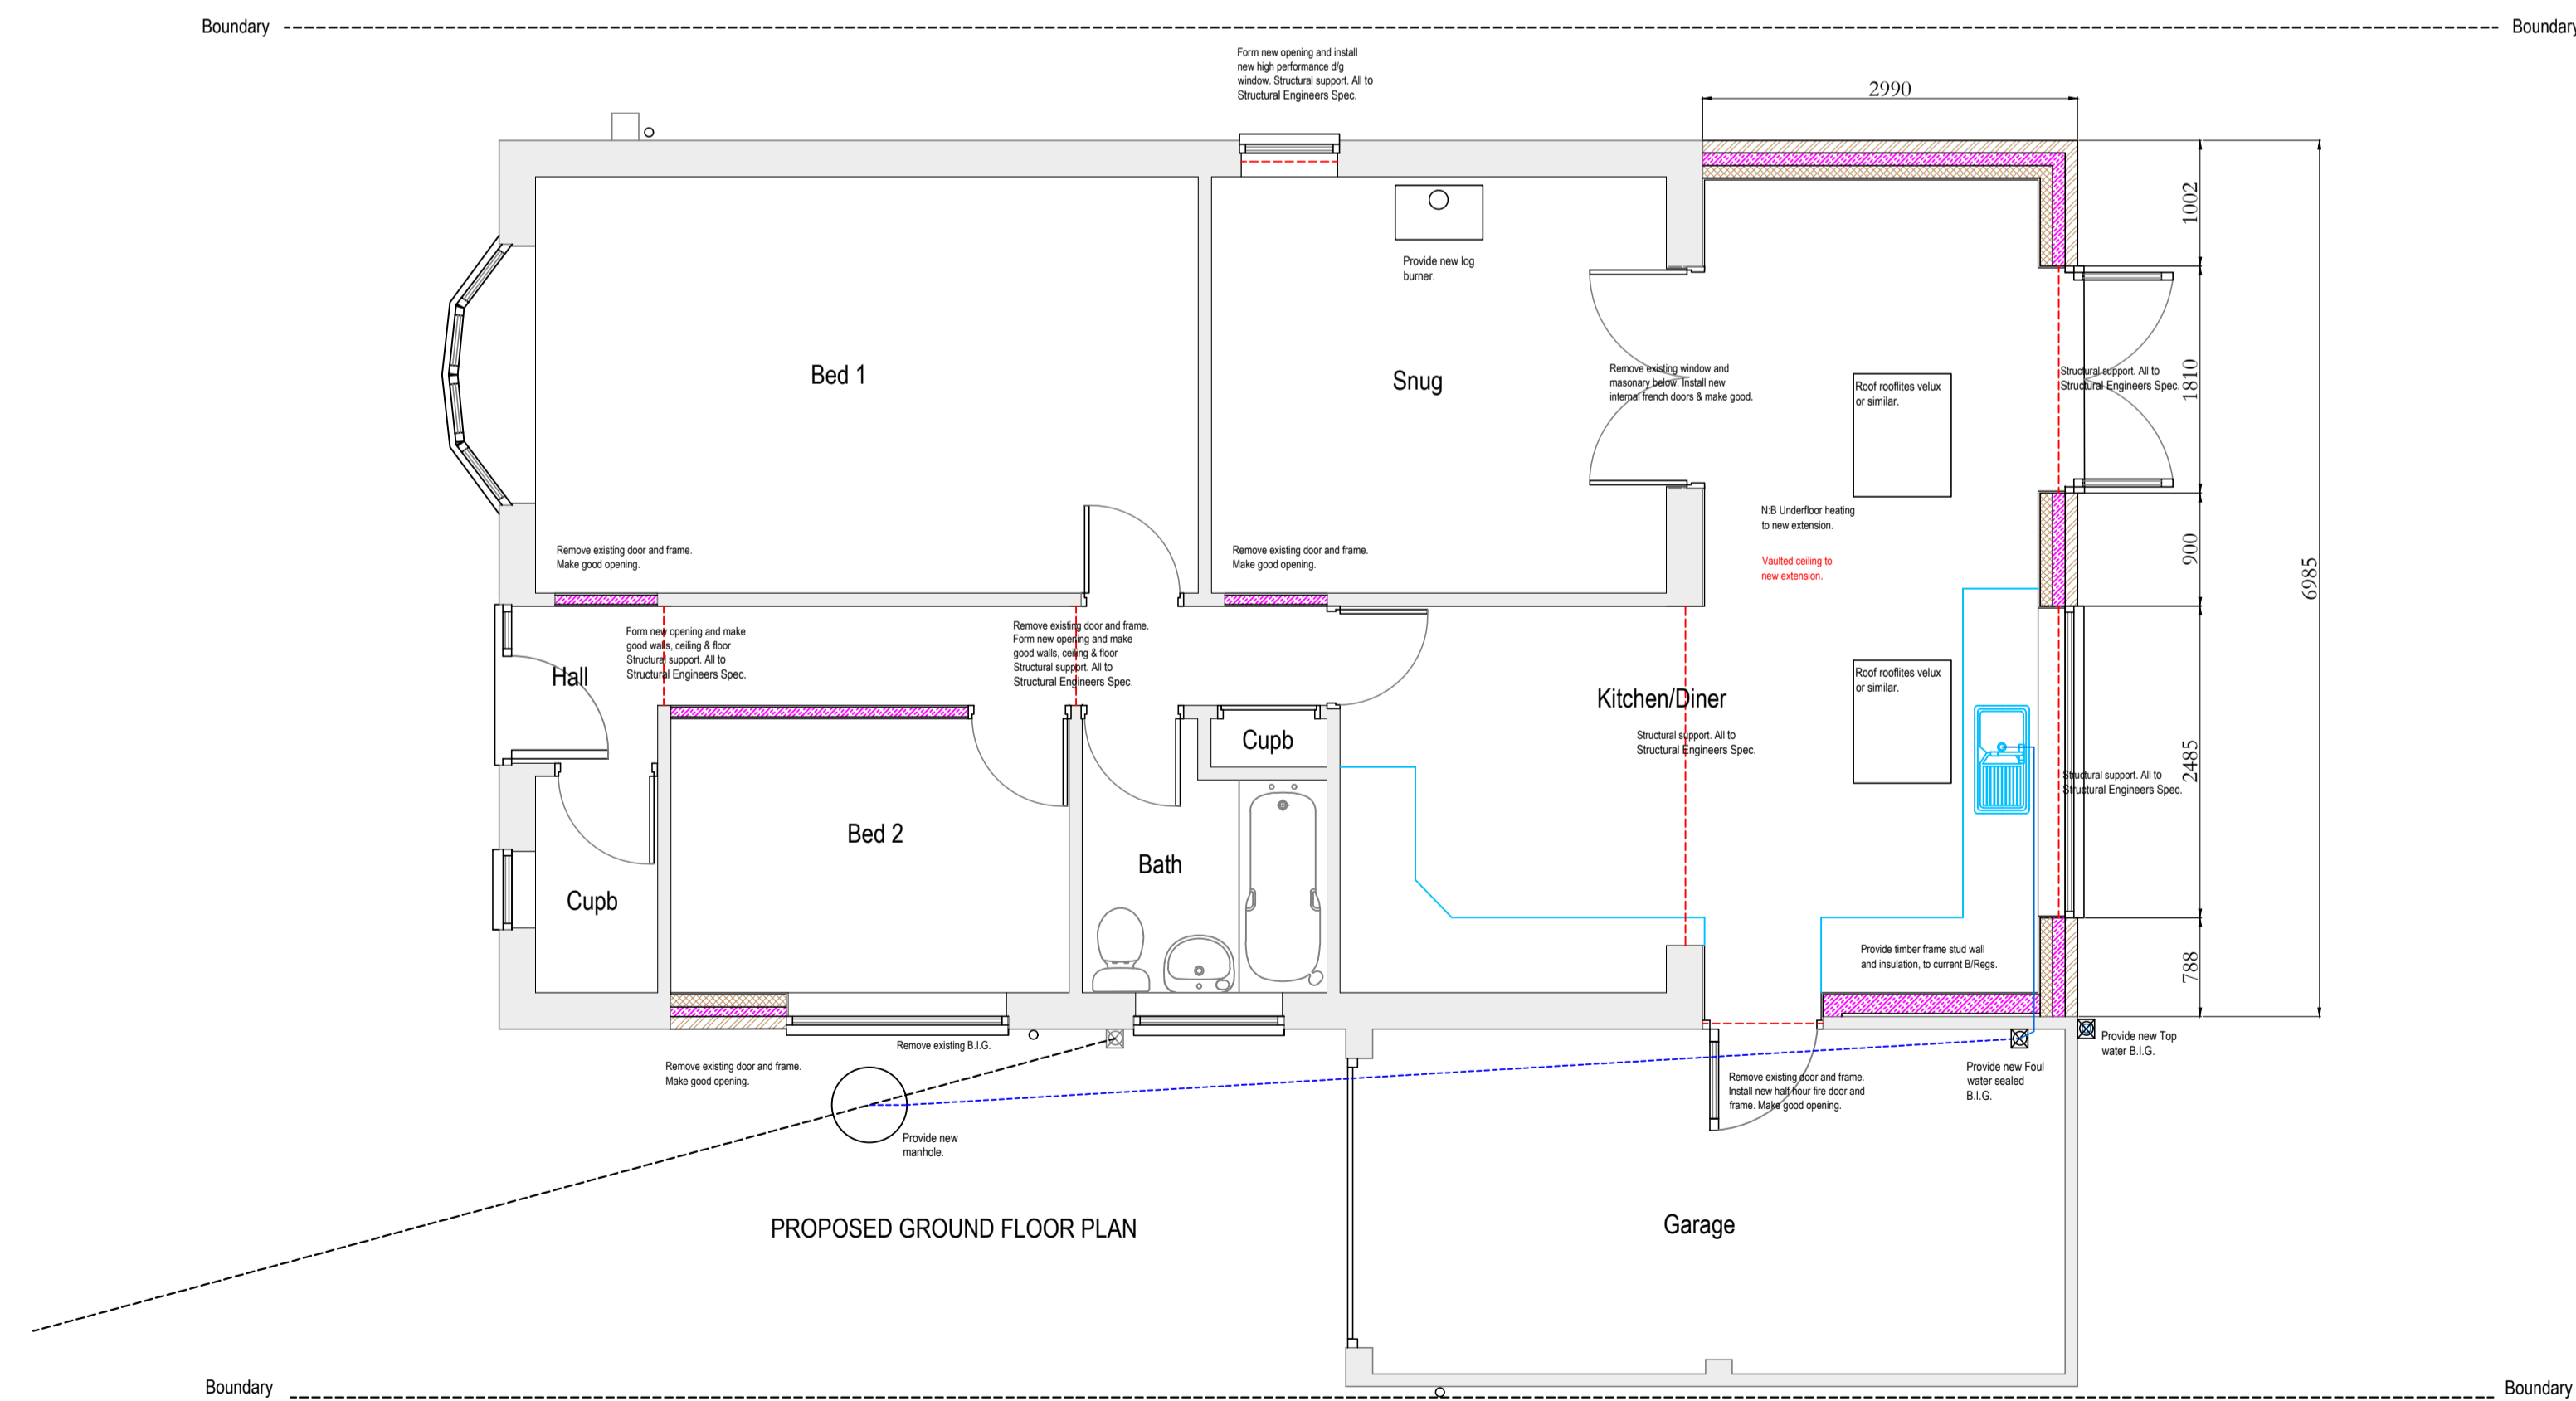 Boundary
Boundary
Form new opening and install
new high performance d/g
window. Structural support. All to
Structural Engineers Spec.
2990
1002
Provide new log
burner.
Bed 1
Snug
Remove existing window and
masonary below. Install new
internal french doors & make good.
Roof rooflites velux
or similar.
Structural support. All to
Structural Engineers Spec.
1810
N:B Underfloor heating
to new extension.
Vaulted ceiling to
new extension.
900
6985
Remove existing door and frame.
Make good opening.
Remove existing door and frame.
Make good opening.
Form new opening and make
good walls, ceiling & floor
Structural support. All to
Structural Engineers Spec.
Hall
Remove existing door and frame.
Form new opening and make
good walls, ceiling & floor
Structural support. All to
Structural Engineers Spec.
Kitchen/Diner
Structural support. All to
Structural Engineers Spec.
Roof rooflites velux
or similar.
Cupb
2485
Structural support. All to
Structural Engineers Spec.
Bed 2
Bath
Cupb
Provide timber frame stud wall
and insulation, to current B/Regs.
788
Remove existing B.I.G.
Remove existing door and frame.
Make good opening.
Provide new
manhole.
Remove existing door and frame.
Install new half hour fire door and
frame. Make good opening.
Provide new Foul
water sealed
B.I.G.
Provide new Top
water B.I.G.
PROPOSED GROUND FLOOR PLAN
Garage
Boundary
Boundary